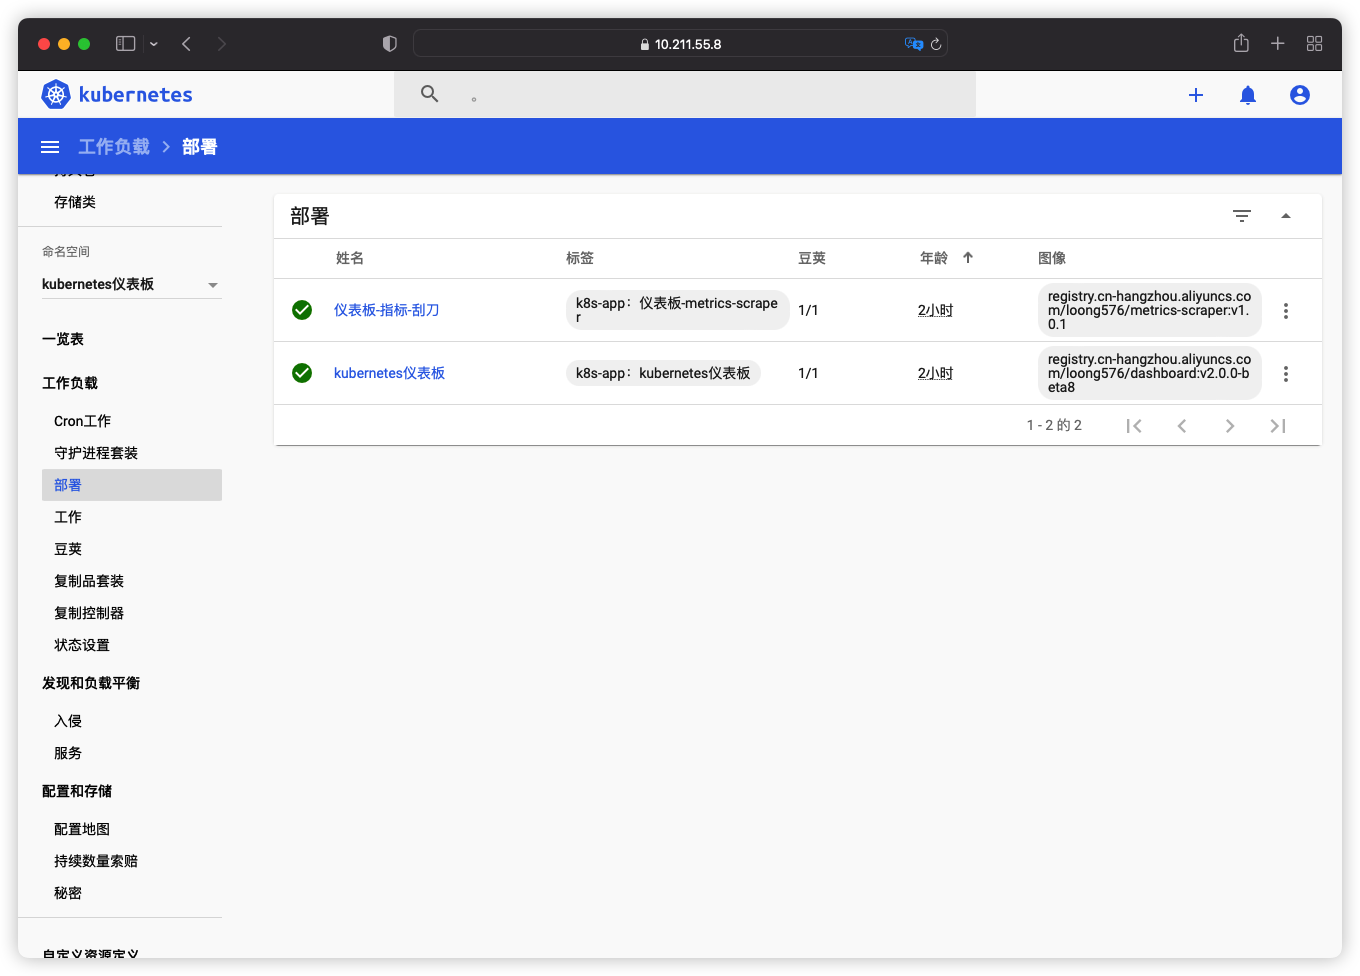 10.211.55.8
kubernetes
。
工作负载 > 部署
存储类
命名空间
kubernetes仪表板
一览表
工作负载
Cron工作
守护进程套装
部署
工作
豆荚
复制品套装
复制控制器
状态设置
发现和负载平衡
入侵
服务
配置和存储
配置地图
持续数量索赔
秘密
自定义资源定义
部署
姓名 标签 豆荚 年龄 图像
仪表板-指标-刮刀
k8s-app：仪表板-metrics-scrape
r
1/1
2小时
registry.cn-hangzhou.aliyuncs.co
m/loong576/metrics-scraper:v1.
0.1
kubernetes仪表板
k8s-app：kubernetes仪表板
1/1
2小时
registry.cn-hangzhou.aliyuncs.co
m/loong576/dashboard:v2.0.0-b
eta8
1 - 2 的 2